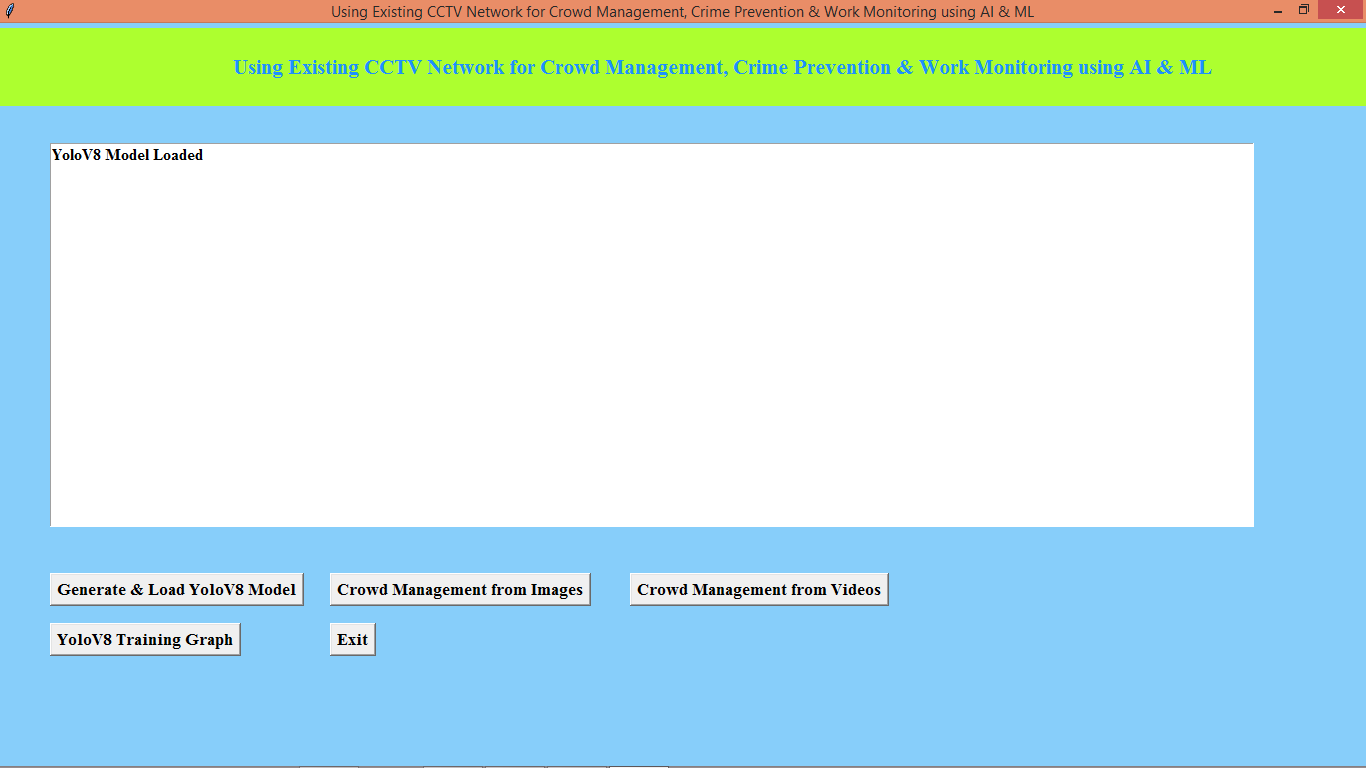 Using Existing CCTV Network for Crowd Management, Crime Prevention & Work Monitoring using AI & ML
Using Existing CCTV Network for Crowd Management, Crime Prevention & Work Monitoring using AI & ML
YoloV8 Model Loaded
Generate & Load YoloV8 Model
Crowd Management from Images
Crowd Management from Videos
YoloV8 Training Graph
Exit